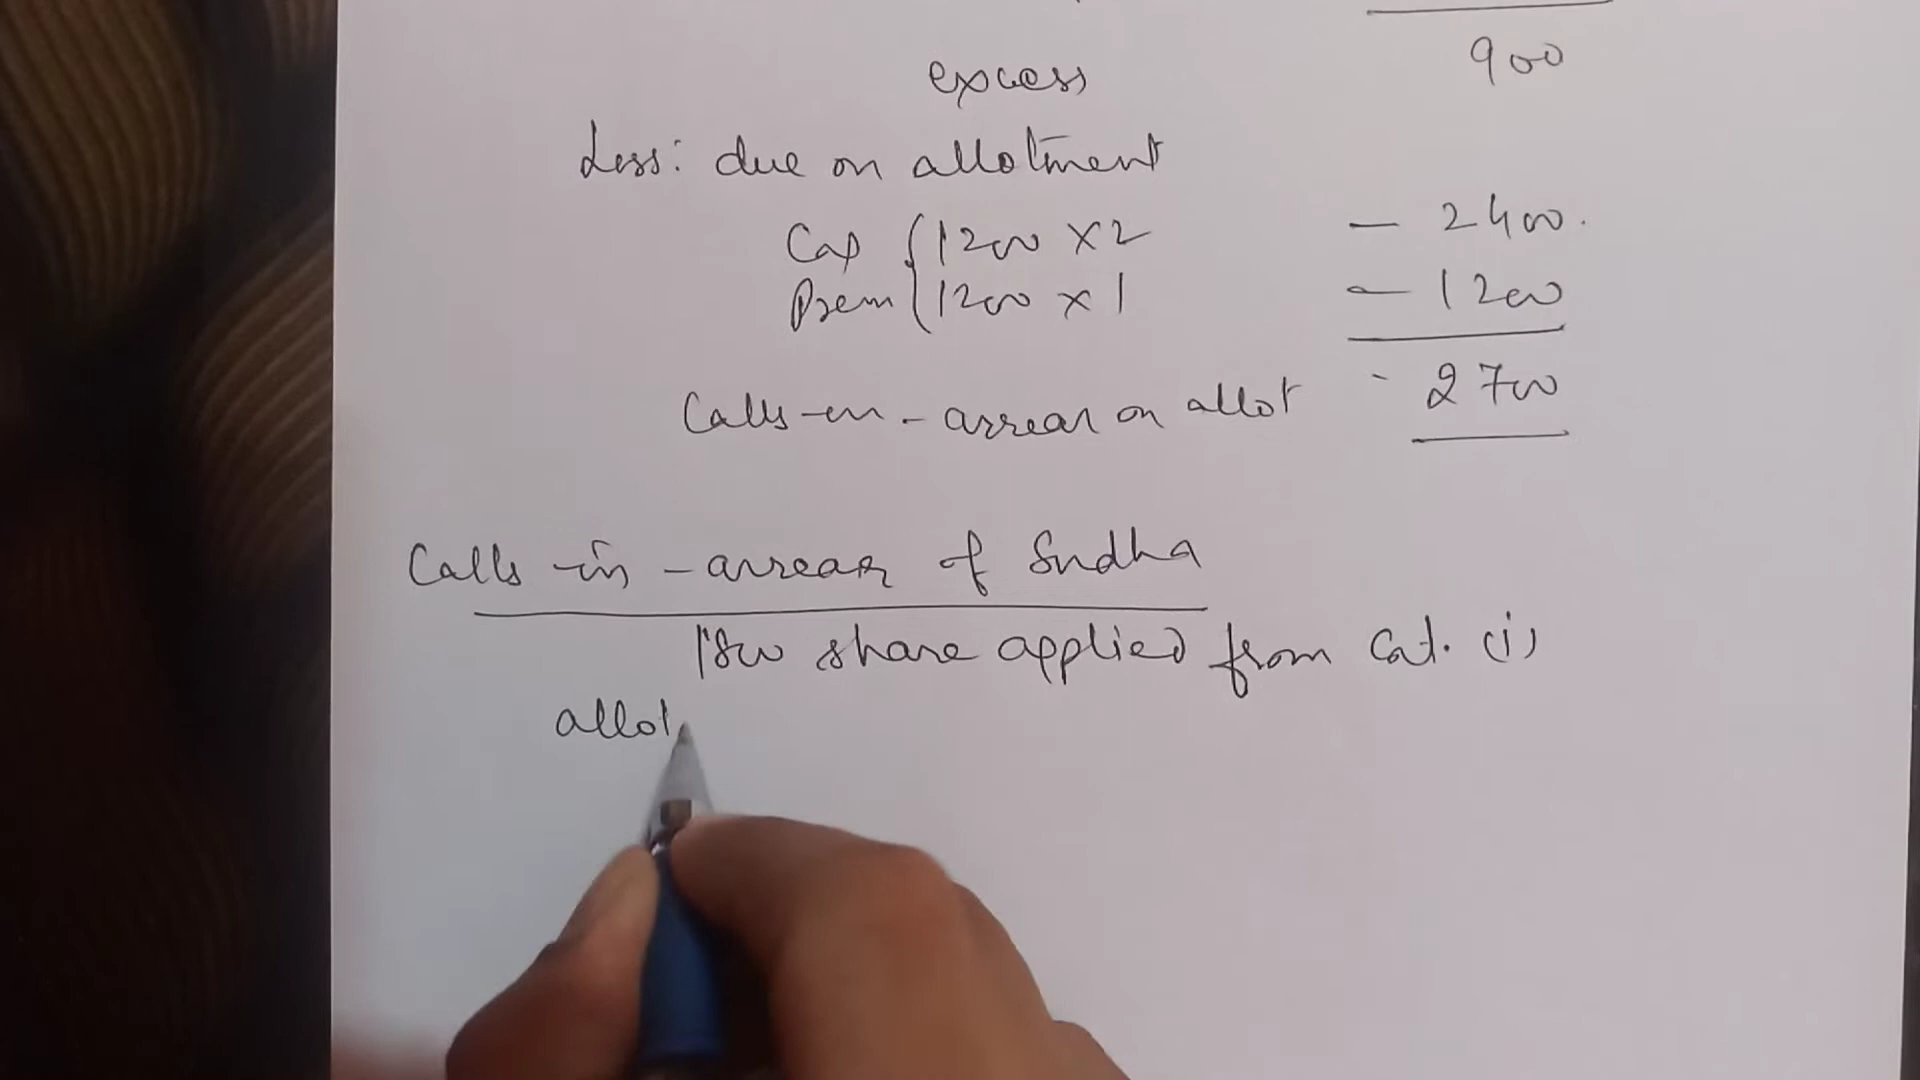 900
excess
Less: due on allotment
Cap { 1200 x 2 - 2400.
Prem { 1200 x 1 - 1200
Calls-in-arrear on allot - 2700
Calls-in-arrear of Sudha
1800 share applied from Cat. (i)
allot